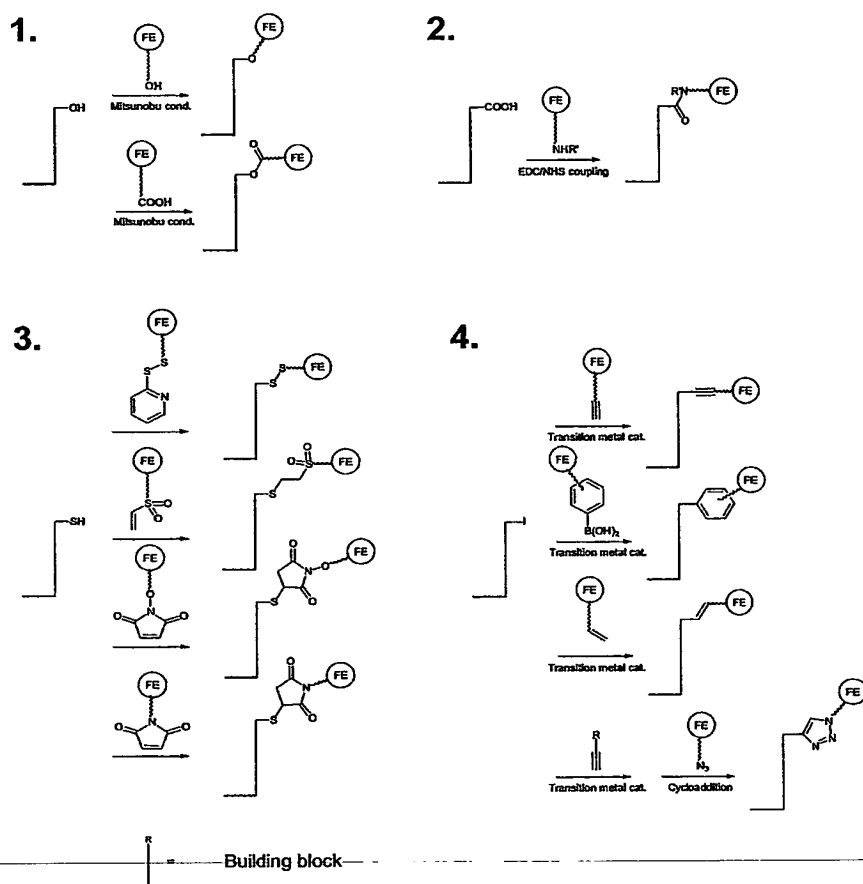 1.
FE
OH
OH
Mitsunobu cond.
O
FE
FE
COOH
Mitsunobu cond.
O
O
FE
2.
COOH
FE
NHR'
EDC/NHS coupling
R'N
FE
O
3.
SH
FE
S
S
N
S
S
FE
FE
S
O
O
O
O
S
FE
S
FE
O
O
N
O
O
N
O
FE
O
S
FE
O
N
O
O
N
FE
O
S
4.
I
FE
Transition metal cat.
FE
FE
B(OH)₂
Transition metal cat.
FE
FE
Transition metal cat.
FE
R
Transition metal cat.
FE
N₃
Cycloaddition
FE
N
N
N
R
= Building block